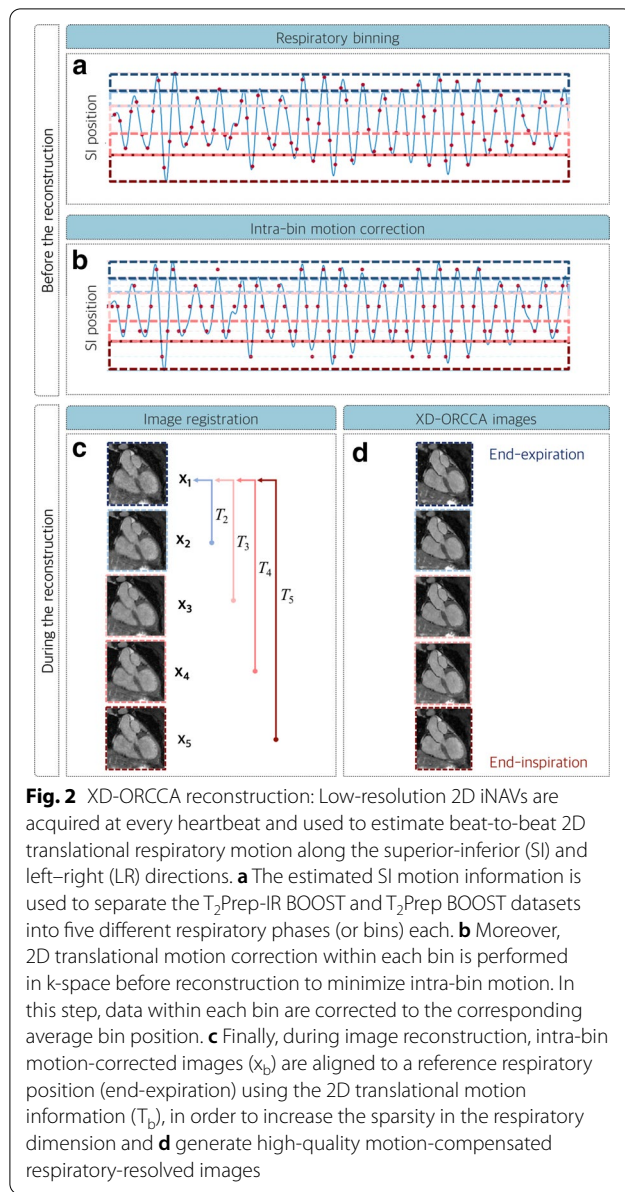 Before the reconstruction
Respiratory binning
a
SI position
Intra-bin motion correction
b
SI position
During the reconstruction
Image registration
c
x₁
x₂
x₃
x₄
x₅
T₂
T₃
T₄
T₅
XD-ORCCA images
d
End-expiration
End-inspiration
Fig. 2 XD-ORCCA reconstruction: Low-resolution 2D iNAVs are
acquired at every heartbeat and used to estimate beat-to-beat 2D
translational respiratory motion along the superior-inferior (SI) and
left–right (LR) directions. a The estimated SI motion information is
used to separate the T₂Prep-IR BOOST and T₂Prep BOOST datasets
into five different respiratory phases (or bins) each. b Moreover,
2D translational motion correction within each bin is performed
in k-space before reconstruction to minimize intra-bin motion. In
this step, data within each bin are corrected to the corresponding
average bin position. c Finally, during image reconstruction, intra-bin
motion-corrected images (x_b) are aligned to a reference respiratory
position (end-expiration) using the 2D translational motion
information (T_b), in order to increase the sparsity in the respiratory
dimension and d generate high-quality motion-compensated
respiratory-resolved images